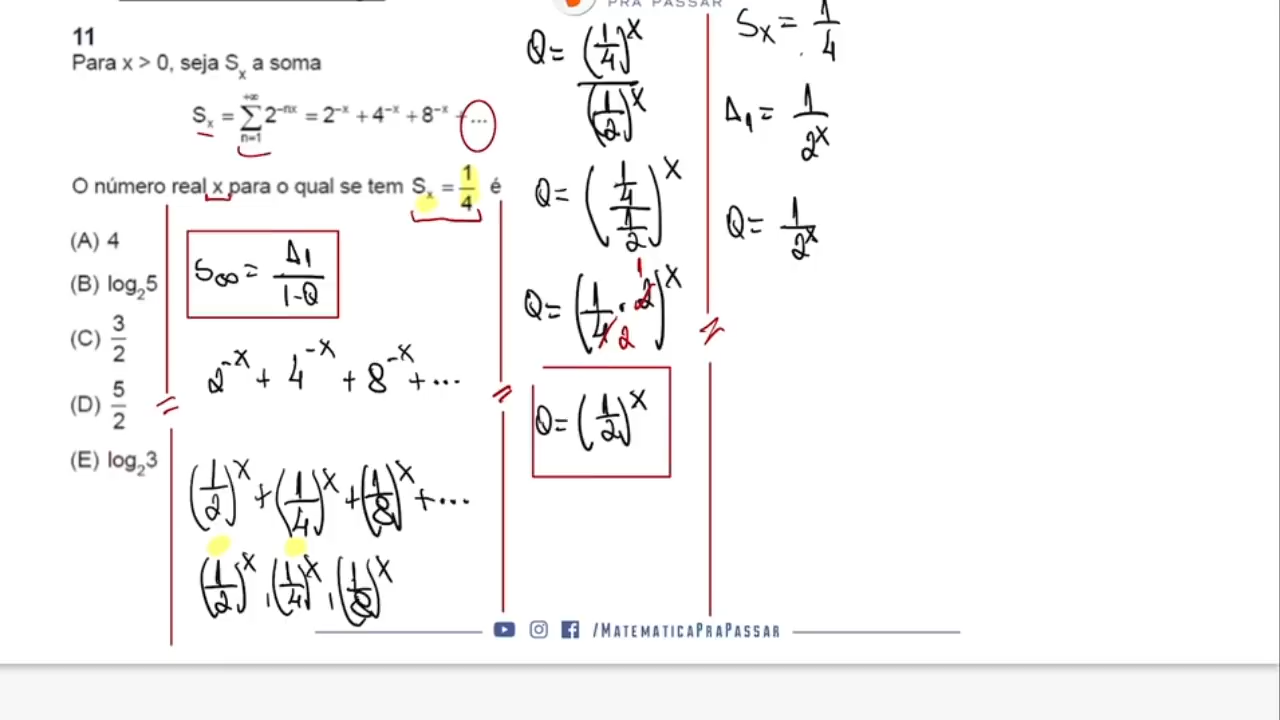 PRA PASSAR
11
Para x > 0, seja Sₓ a soma
Sₓ = +∞ ∑ n=1 2⁻ⁿˣ = 2⁻ˣ + 4⁻ˣ + 8⁻ˣ + ...
O número real x para o qual se tem Sₓ = 1/4 é
(A) 4
(B) log₂5
(C) 3/2
(D) 5/2
(E) log₂3
S∞ = A1/(1-Q)
2⁻ˣ + 4⁻ˣ + 8⁻ˣ + ...
(1/2)ˣ + (1/4)ˣ + (1/8)ˣ + ...
(1/2)ˣ, (1/4)ˣ, (1/8)ˣ
Q = (1/4)ˣ / (1/2)ˣ
Q = ((1/4)/(1/2))ˣ
Q = (1/4 . 2)ˣ 1 2
Q = (1/2)ˣ
Sₓ = 1/4
A1 = 1/2ˣ
Q = 1/2ˣ
/MATEMATICAPRAPASSAR